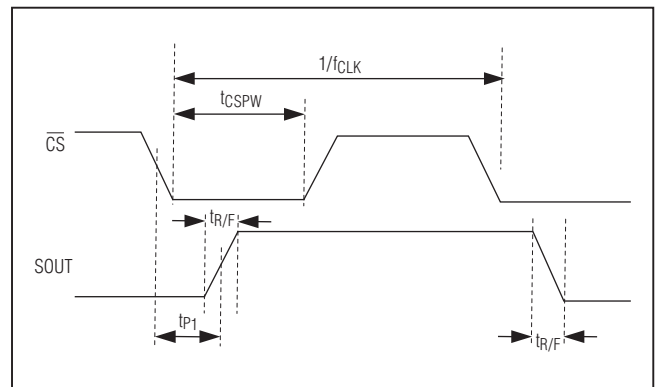 1/fCLK
tCSPW
CS
tR/F
SOUT
tP1
tR/F